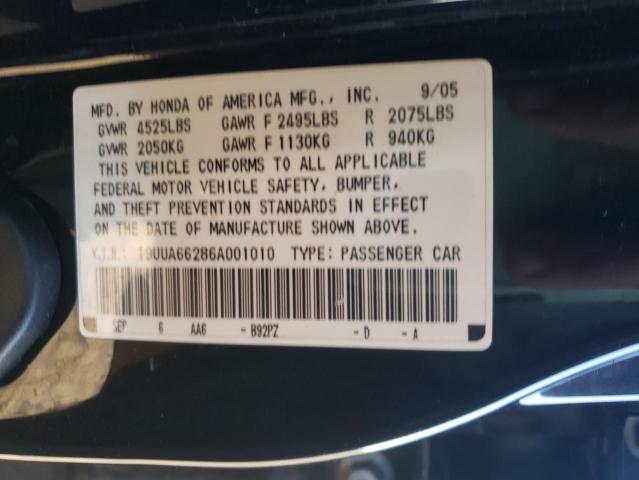 MFD. BY HONDA OF AMERICA MFG., INC. 9/05
GVWR 4525LBS GAWR F 2495LBS R 2075LBS
GVWR 2050KG GAWR F 1130KG R 940KG
THIS VEHICLE CONFORMS TO ALL APPLICABLE
FEDERAL MOTOR VEHICLE SAFETY, BUMPER,
AND THEFT PREVENTION STANDARDS IN EFFECT
ON THE DATE OF MANUFACTURE SHOWN ABOVE.
V.I.N.: 19UUA66286A001010 TYPE: PASSENGER CAR
SEP 6 AA6 - B92PZ - D - A